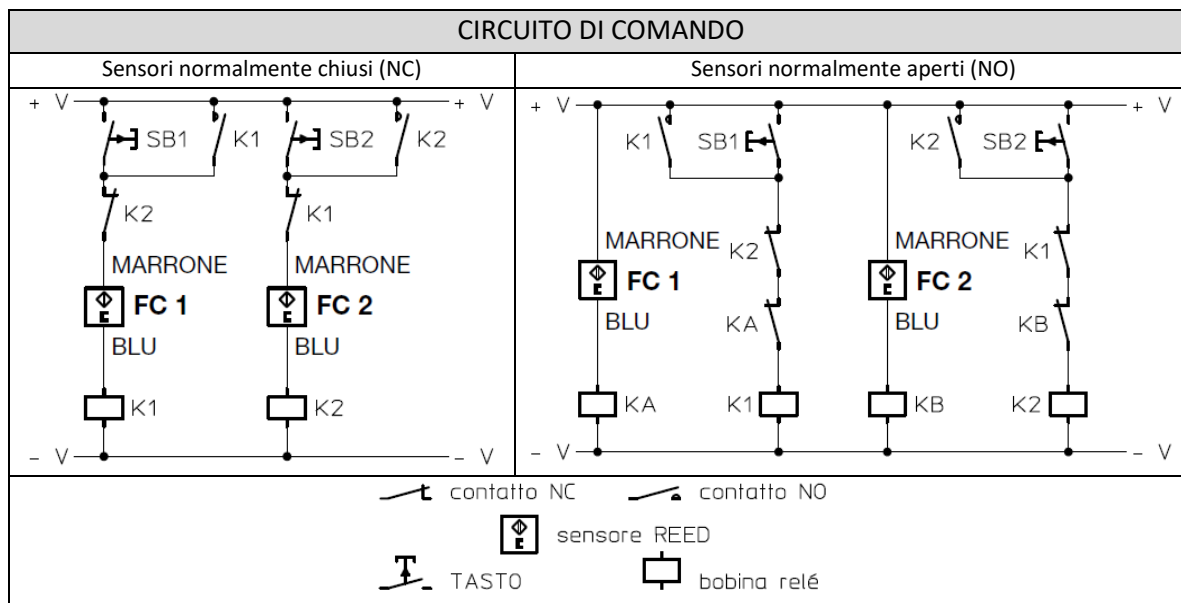 CIRCUITO DI COMANDO
Sensori normalmente chiusi (NC)
Sensori normalmente aperti (NO)
+ V + V
SB1 K1 SB2 K2
K2 K1
MARRONE MARRONE
FC 1 FC 2
BLU BLU
K1 K2
- V - V
+ V + V
K1 SB1 K2 SB2
MARRONE K2 MARRONE K1
FC 1 FC 2
BLU KA BLU KB
KA K1 KB K2
- V - V
contatto NC contatto NO
sensore REED
TASTO bobina relé